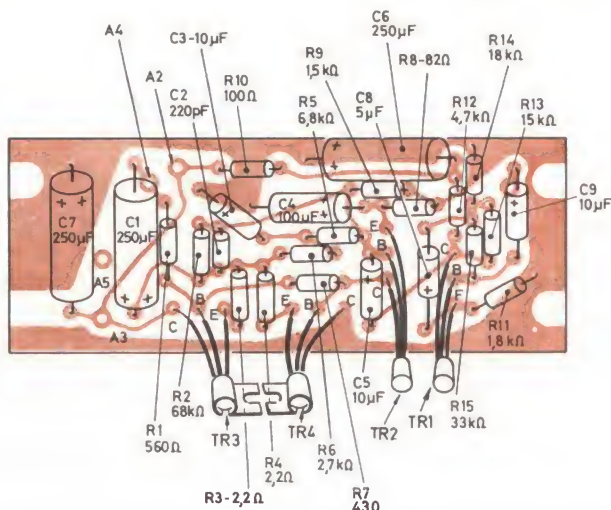 A4
C3-10µF
C6
250µF
A2
C2
220pF
R10
100Ω
R9
1,5kΩ
R8-82Ω
R14
18kΩ
R5
6,8kΩ
C8
5µF
R12
4,7kΩ
R13
15kΩ
C7
250µF
C1
250µF
C4
100µF
C9
10µF
+ +
+ +
+
+
+
+
+
+
E
B
C
C
B
E
A5
A3
C
B
E
E
B
C
R11
1,8kΩ
C5
10µF
R2
68kΩ
R1
560Ω
TR3
TR4
TR2
TR1
R15
33kΩ
R4
2,2Ω
R3-2,2Ω
R6
2,7kΩ
R7
43Ω